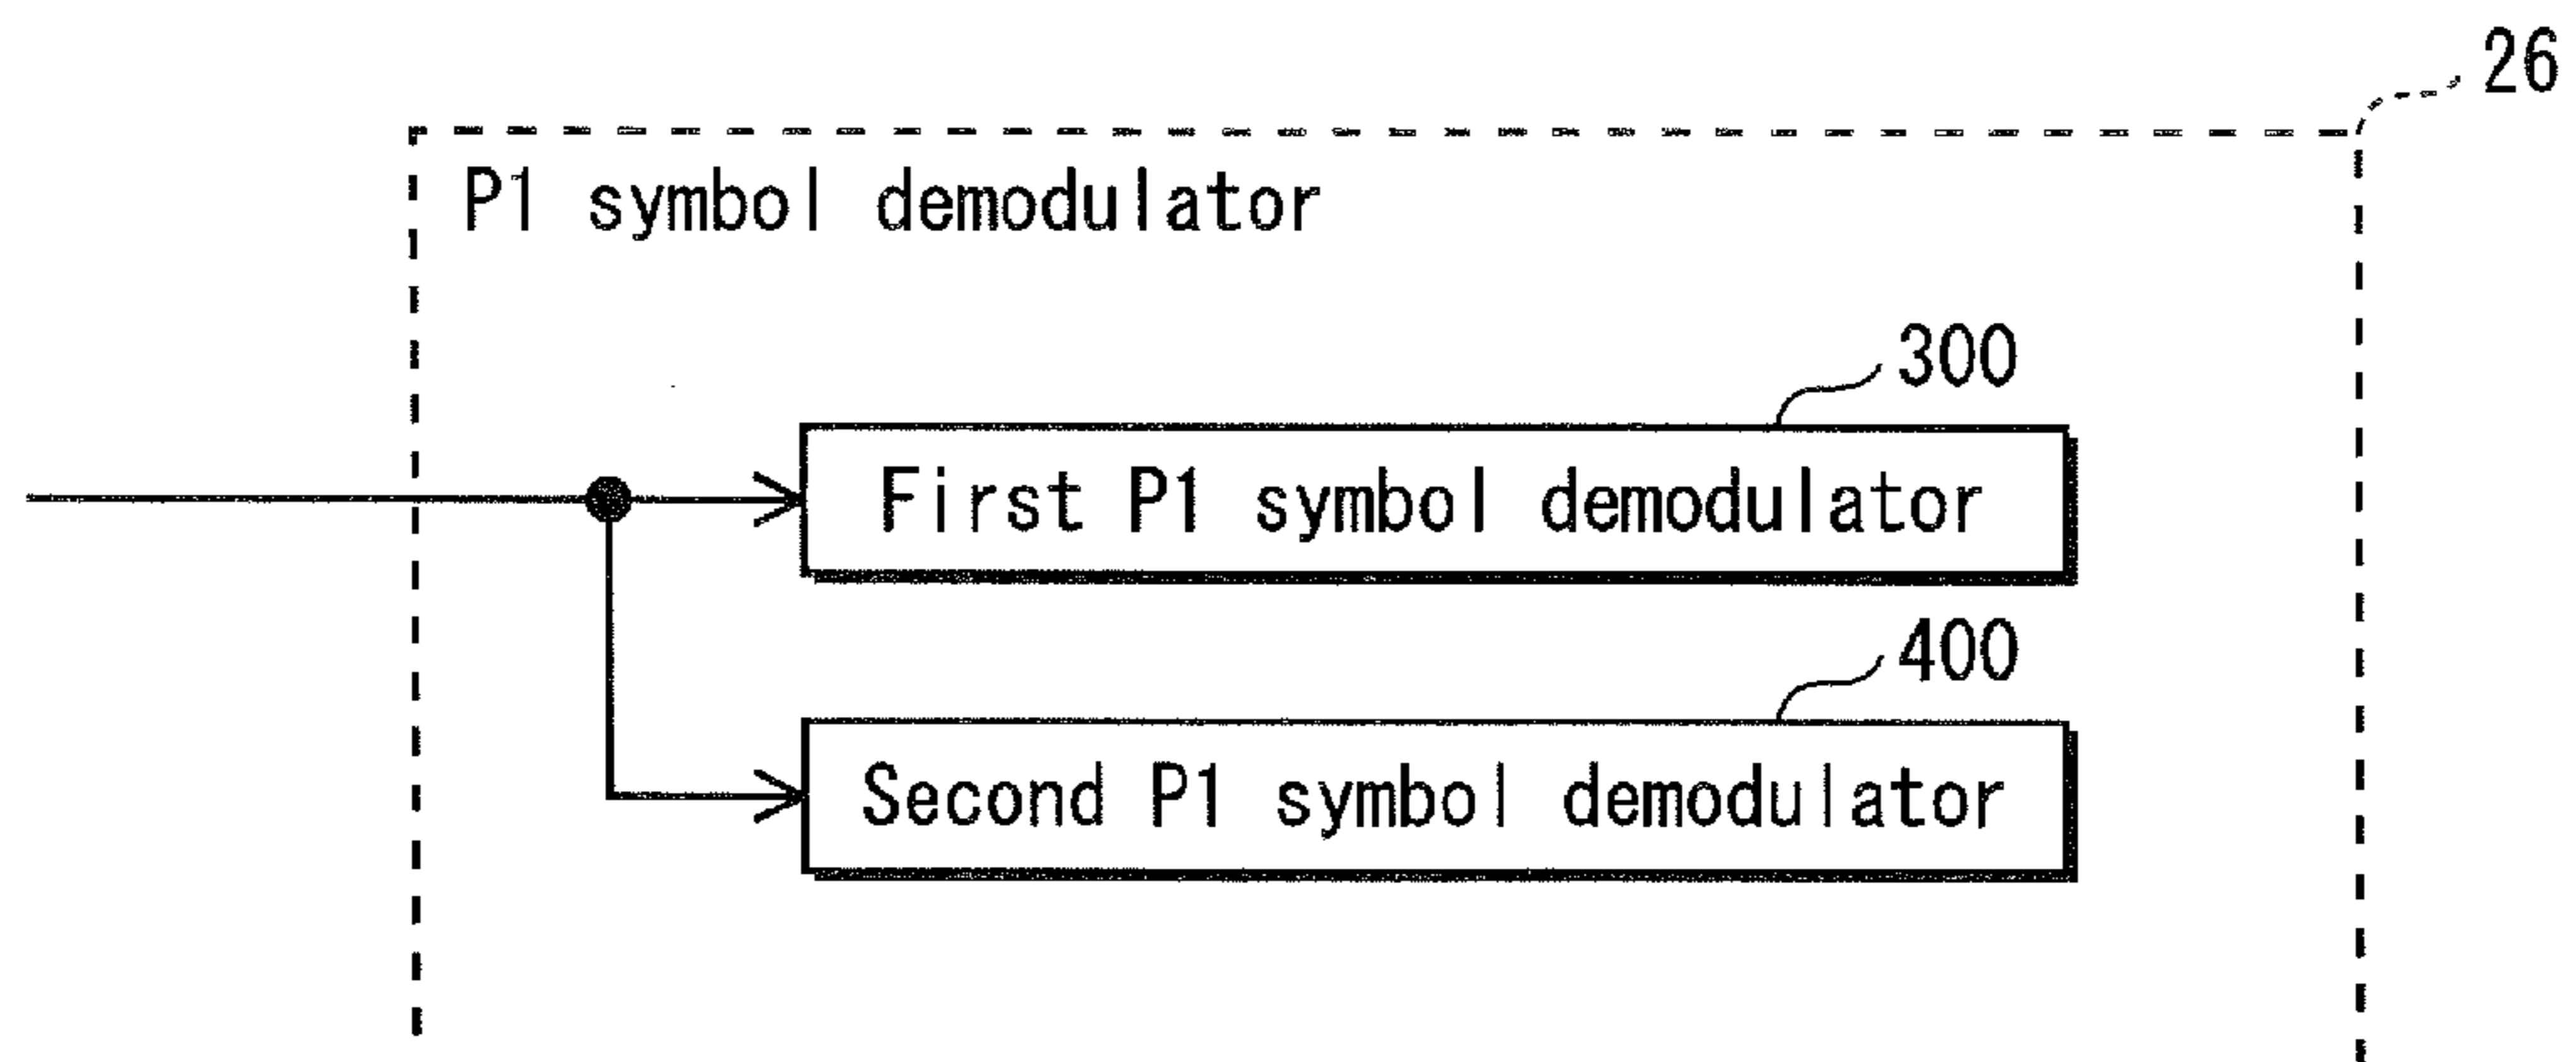 26
P1 symbol demodulator
300
First P1 symbol demodulator
400
Second P1 symbol demodulator